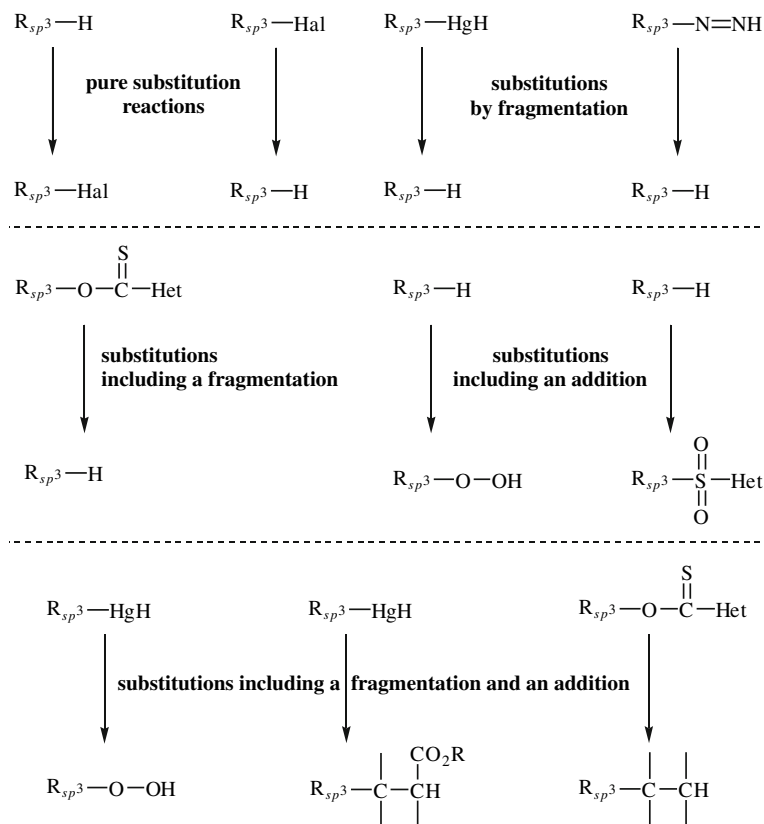 R_sp³—H    R_sp³—Hal    R_sp³—HgH    R_sp³—N=NH
pure substitution    substitutions
reactions    by fragmentation
R_sp³—Hal    R_sp³—H    R_sp³—H    R_sp³—H
S
R_sp³—O—C—Het    R_sp³—H    R_sp³—H
substitutions    substitutions
including a fragmentation    including an addition
O
R_sp³—H    R_sp³—O—OH    R_sp³—S—Het
O
S
R_sp³—HgH    R_sp³—HgH    R_sp³—O—C—Het
substitutions including a fragmentation and an addition
CO₂R
R_sp³—O—OH    R_sp³—C—CH    R_sp³—C—CH